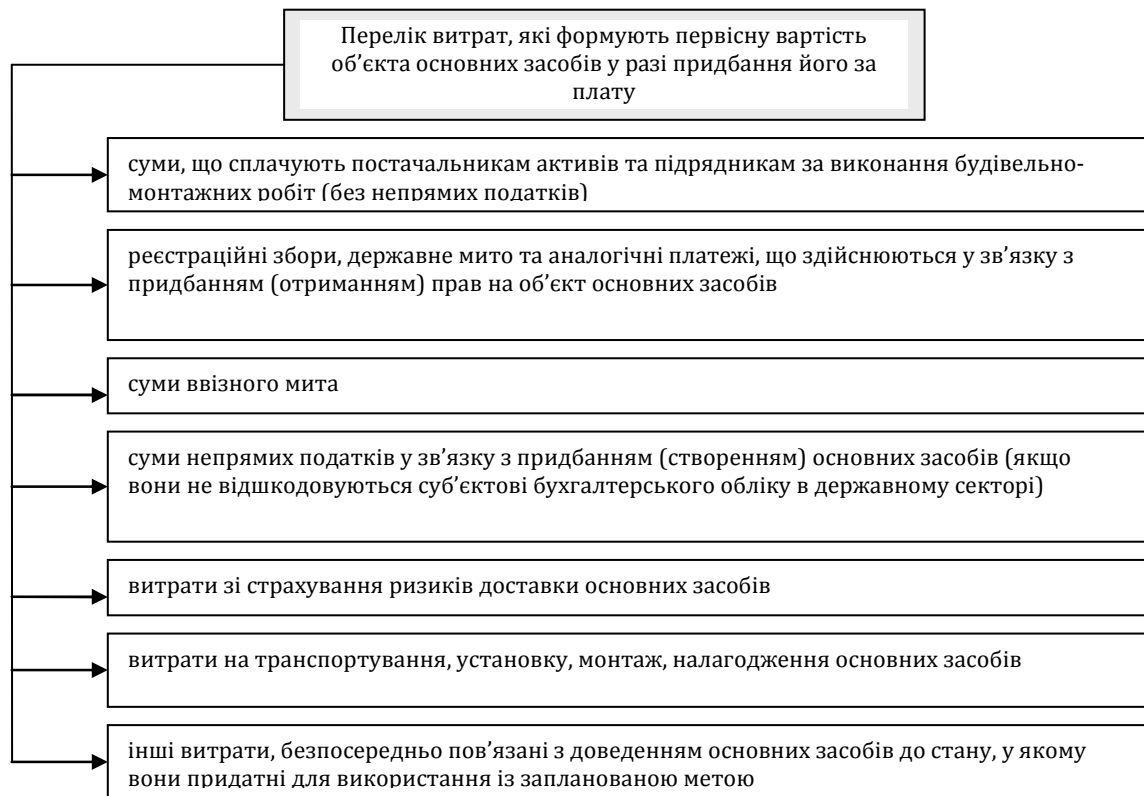 Перелік витрат, які формують первісну вартість
об’єкта основних засобів у разі придбання його за
плату
суми, що сплачують постачальникам активів та підрядникам за виконання будівельно-
монтажних робіт (без непрямих податків)
реєстраційні збори, державне мито та аналогічні платежі, що здійснюються у зв’язку з
придбанням (отриманням) прав на об’єкт основних засобів
суми ввізного мита
суми непрямих податків у зв’язку з придбанням (створенням) основних засобів (якщо
вони не відшкодовуються суб’єктові бухгалтерського обліку в державному секторі)
витрати зі страхування ризиків доставки основних засобів
витрати на транспортування, установку, монтаж, налагодження основних засобів
інші витрати, безпосередньо пов’язані з доведенням основних засобів до стану, у якому
вони придатні для використання із запланованою метою